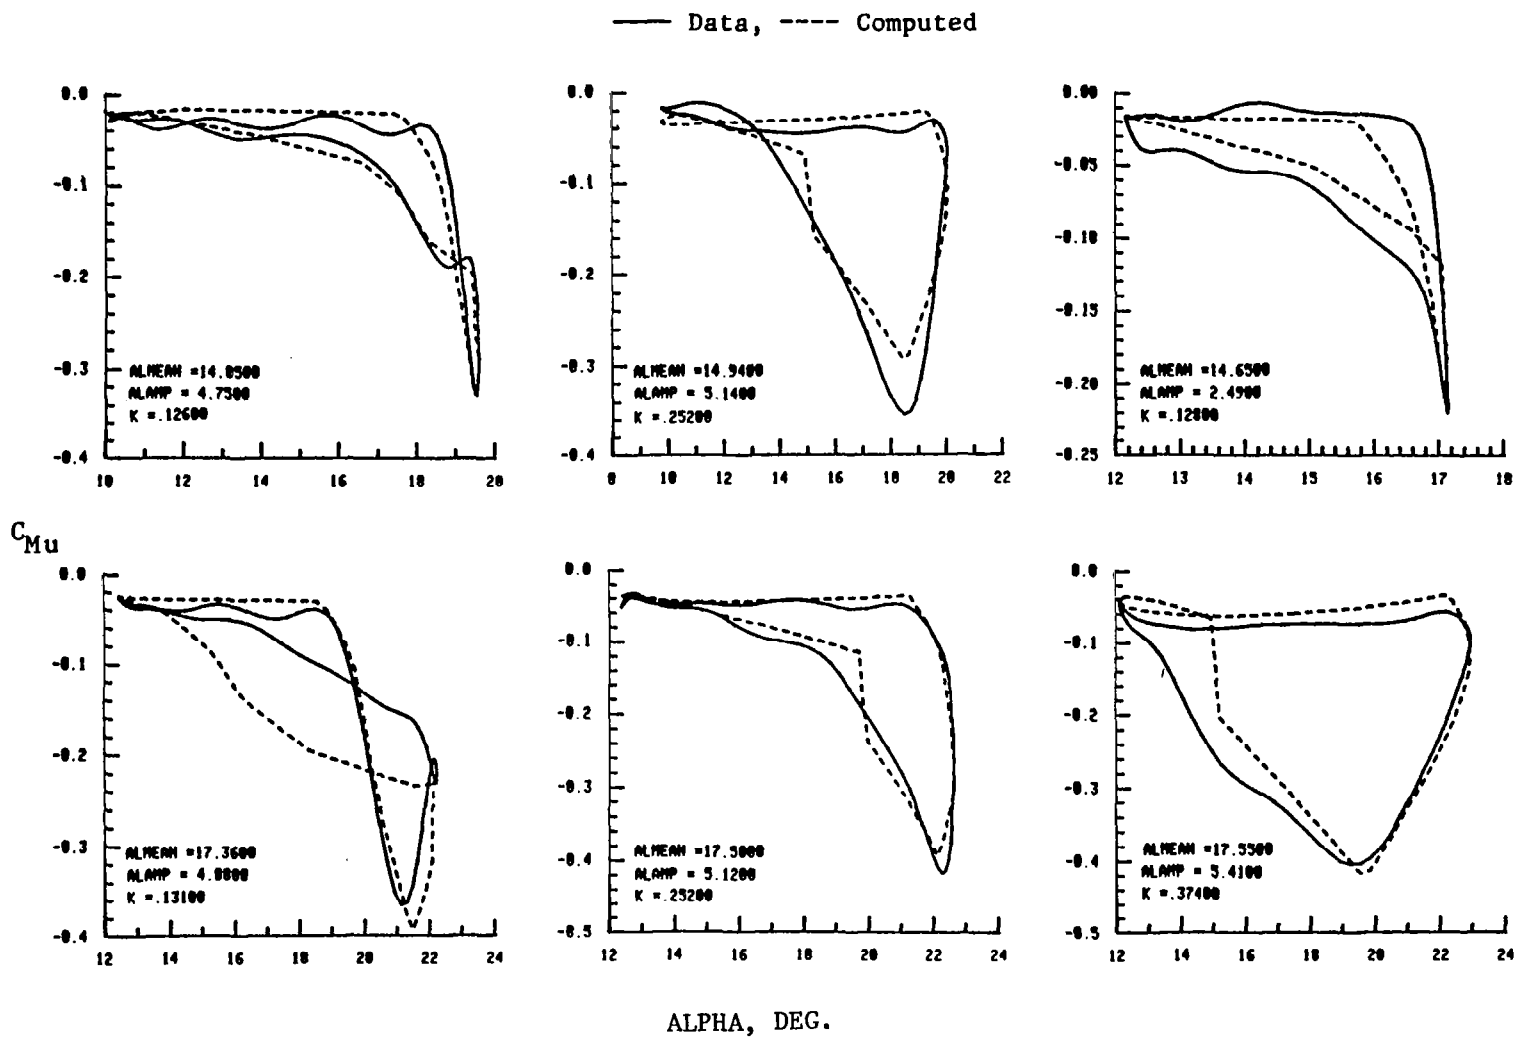 Data, Computed
0.0
-0.1
-0.2
-0.3
-0.4
ALMEAN =14.8500
ALAMP = 4.7500
K =.12600
10 12 14 16 18 20
0.0
-0.1
-0.2
-0.3
-0.4
ALMEAN =14.9400
ALAMP = 5.1400
K =.25200
8 10 12 14 16 18 20 22
0.00
-0.05
-0.10
-0.15
-0.20
-0.25
ALMEAN =14.6500
ALAMP = 2.4900
K =.12800
12 13 14 15 16 17 18
CMu
0.0
-0.1
-0.2
-0.3
-0.4
ALMEAN =17.3600
ALAMP = 4.8800
K =.13100
12 14 16 18 20 22 24
0.0
-0.1
-0.2
-0.3
-0.4
-0.5
ALMEAN =17.5000
ALAMP = 5.1200
K =.25200
12 14 16 18 20 22 24
0.0
-0.1
-0.2
-0.3
-0.4
-0.5
ALMEAN =17.5500
ALAMP = 5.4100
K =.37400
12 14 16 18 20 22 24
ALPHA, DEG.